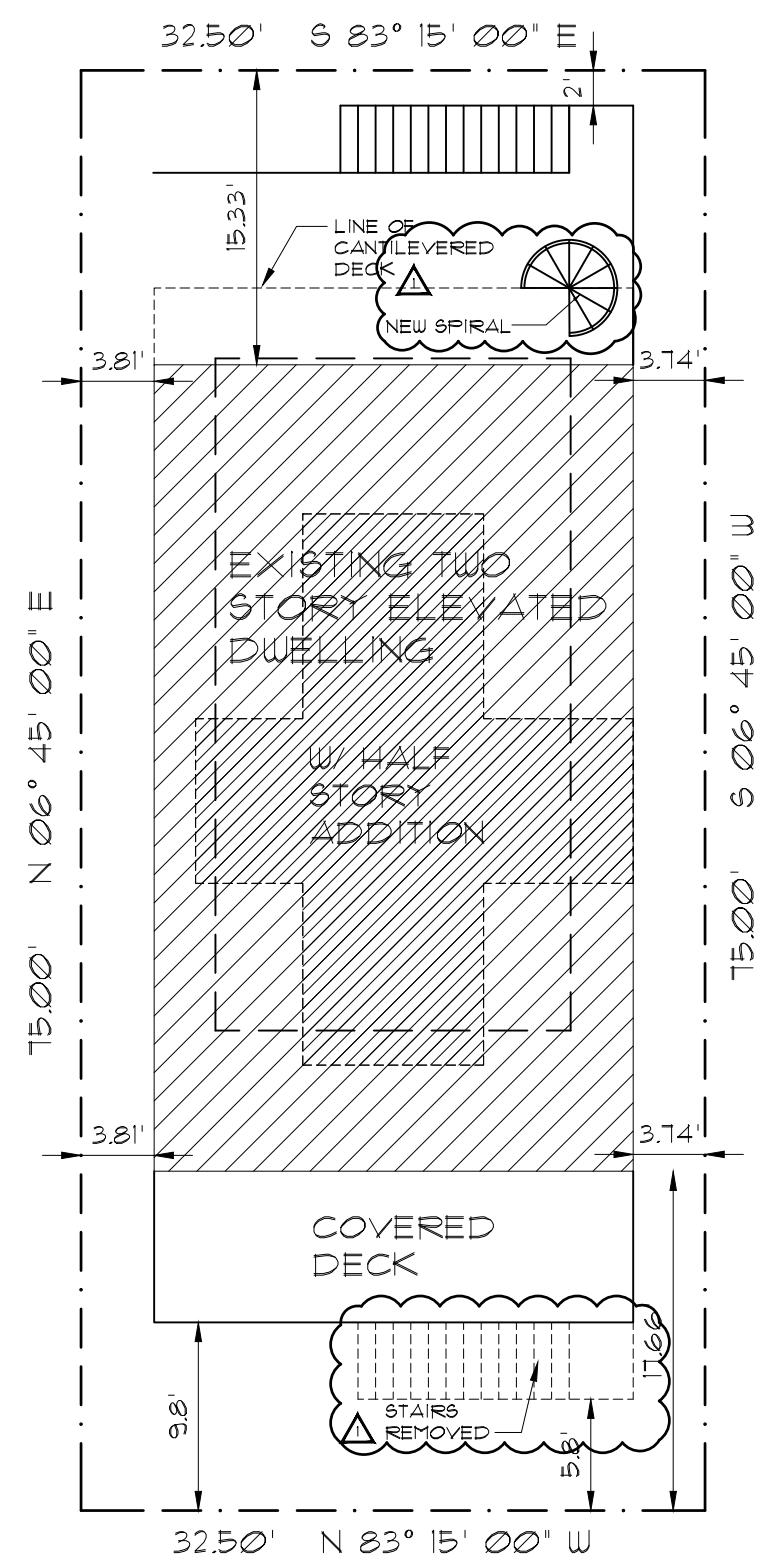 32.50' S 83° 15' 00" E
2'
15.33'
LINE OF
CANTILEVERED
DECK
1
NEW SPIRAL
3.81'
3.74'
EXISTING TWO
STORY ELEVATED
DWELLING
W/ HALF
STORY
ADDITION
75.00' N 06° 45' 00" E
75.00' S 06° 45' 00" W
3.81'
3.74'
COVERED
DECK
17.66
9.8'
STAIRS
REMOVED
1
5.8'
32.50' N 83° 15' 00" W